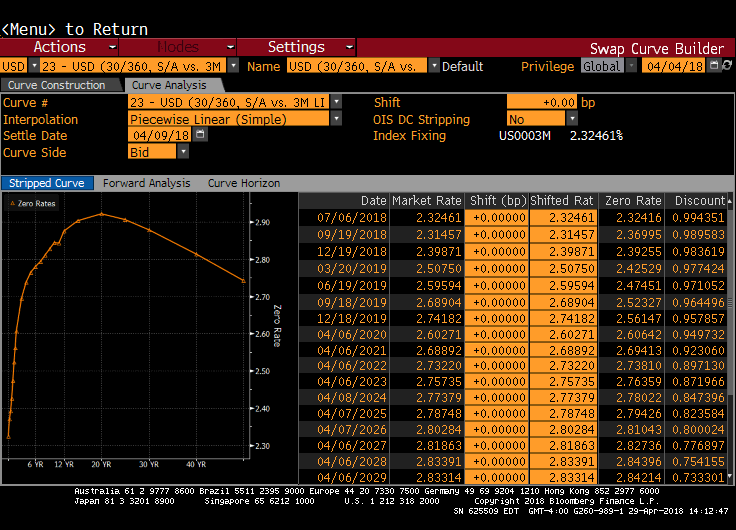 <Menu> to Return
Actions Modes Settings Swap Curve Builder
USD 23 - USD (30/360, S/A vs. 3M Name USD (30/360, S/A vs. Default Privilege Global 04/04/18
Curve Construction Curve Analysis
Curve # 23 - USD (30/360, S/A vs. 3M LI Shift +0.00 bp
Interpolation Piecewise Linear (Simple) OIS DC Stripping No
Settle Date 04/09/18 Index Fixing US0003M 2.32461%
Curve Side Bid
Stripped Curve Forward Analysis Curve Horizon
Zero Rates
2.90
2.80
2.70
2.60
2.50
2.40
2.30
Zero Rate
6 YR 12 YR 20 YR 30 YR 40 YR
Date Market Rate Shift (bp) Shifted Rat Zero Rate Discount
07/06/2018 2.32461 +0.00000 2.32461 2.32416 0.994351
09/19/2018 2.31457 +0.00000 2.31457 2.36995 0.989583
12/19/2018 2.39871 +0.00000 2.39871 2.39255 0.983619
03/20/2019 2.50750 +0.00000 2.50750 2.42529 0.977424
06/19/2019 2.59594 +0.00000 2.59594 2.47451 0.971052
09/18/2019 2.68904 +0.00000 2.68904 2.52327 0.964496
12/18/2019 2.74182 +0.00000 2.74182 2.56147 0.957857
04/06/2020 2.60271 +0.00000 2.60271 2.60642 0.949732
04/06/2021 2.68892 +0.00000 2.68892 2.69413 0.923060
04/06/2022 2.73220 +0.00000 2.73220 2.73810 0.897130
04/06/2023 2.75735 +0.00000 2.75735 2.76359 0.871966
04/08/2024 2.77379 +0.00000 2.77379 2.78022 0.847396
04/07/2025 2.78748 +0.00000 2.78748 2.79426 0.823584
04/07/2026 2.80284 +0.00000 2.80284 2.81043 0.800024
04/06/2027 2.81863 +0.00000 2.81863 2.82736 0.776897
04/06/2028 2.83391 +0.00000 2.83391 2.84396 0.754155
04/06/2029 2.83314 +0.00000 2.83314 2.84214 0.733301
Australia 61 2 9777 8600 Brazil 5511 2395 9000 Europe 44 20 7330 7500 Germany 49 69 9204 1210 Hong Kong 852 2977 6000
Japan 81 3 3201 8900 Singapore 65 6212 1000 U.S. 1 212 318 2000 Copyright 2018 Bloomberg Finance L.P.
SN 625509 EDT GMT-4:00 G260-989-1 29-Apr-2018 14:12:47